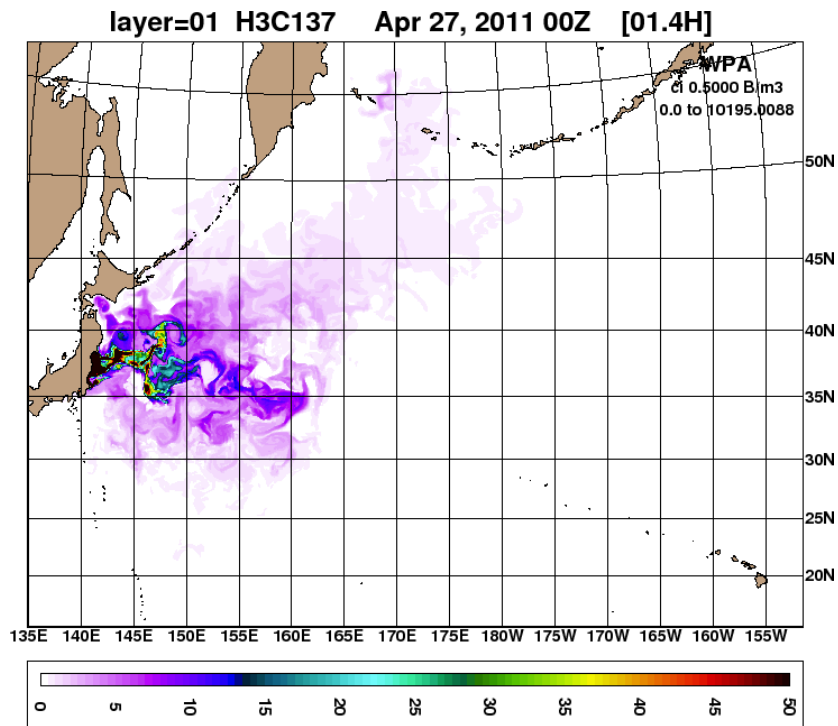 layer=01 H3C137 Apr 27, 2011 00Z [01.4H]
WPA
ci 0.5000 B/m3
0.0 to 10195.0088
50N
45N
40N
35N
30N
25N
20N
135E 140E 145E 150E 155E 160E 165E 170E 175E 180W 175W 170W 165W 160W 155W
0 5 10 15 20 25 30 35 40 45 50